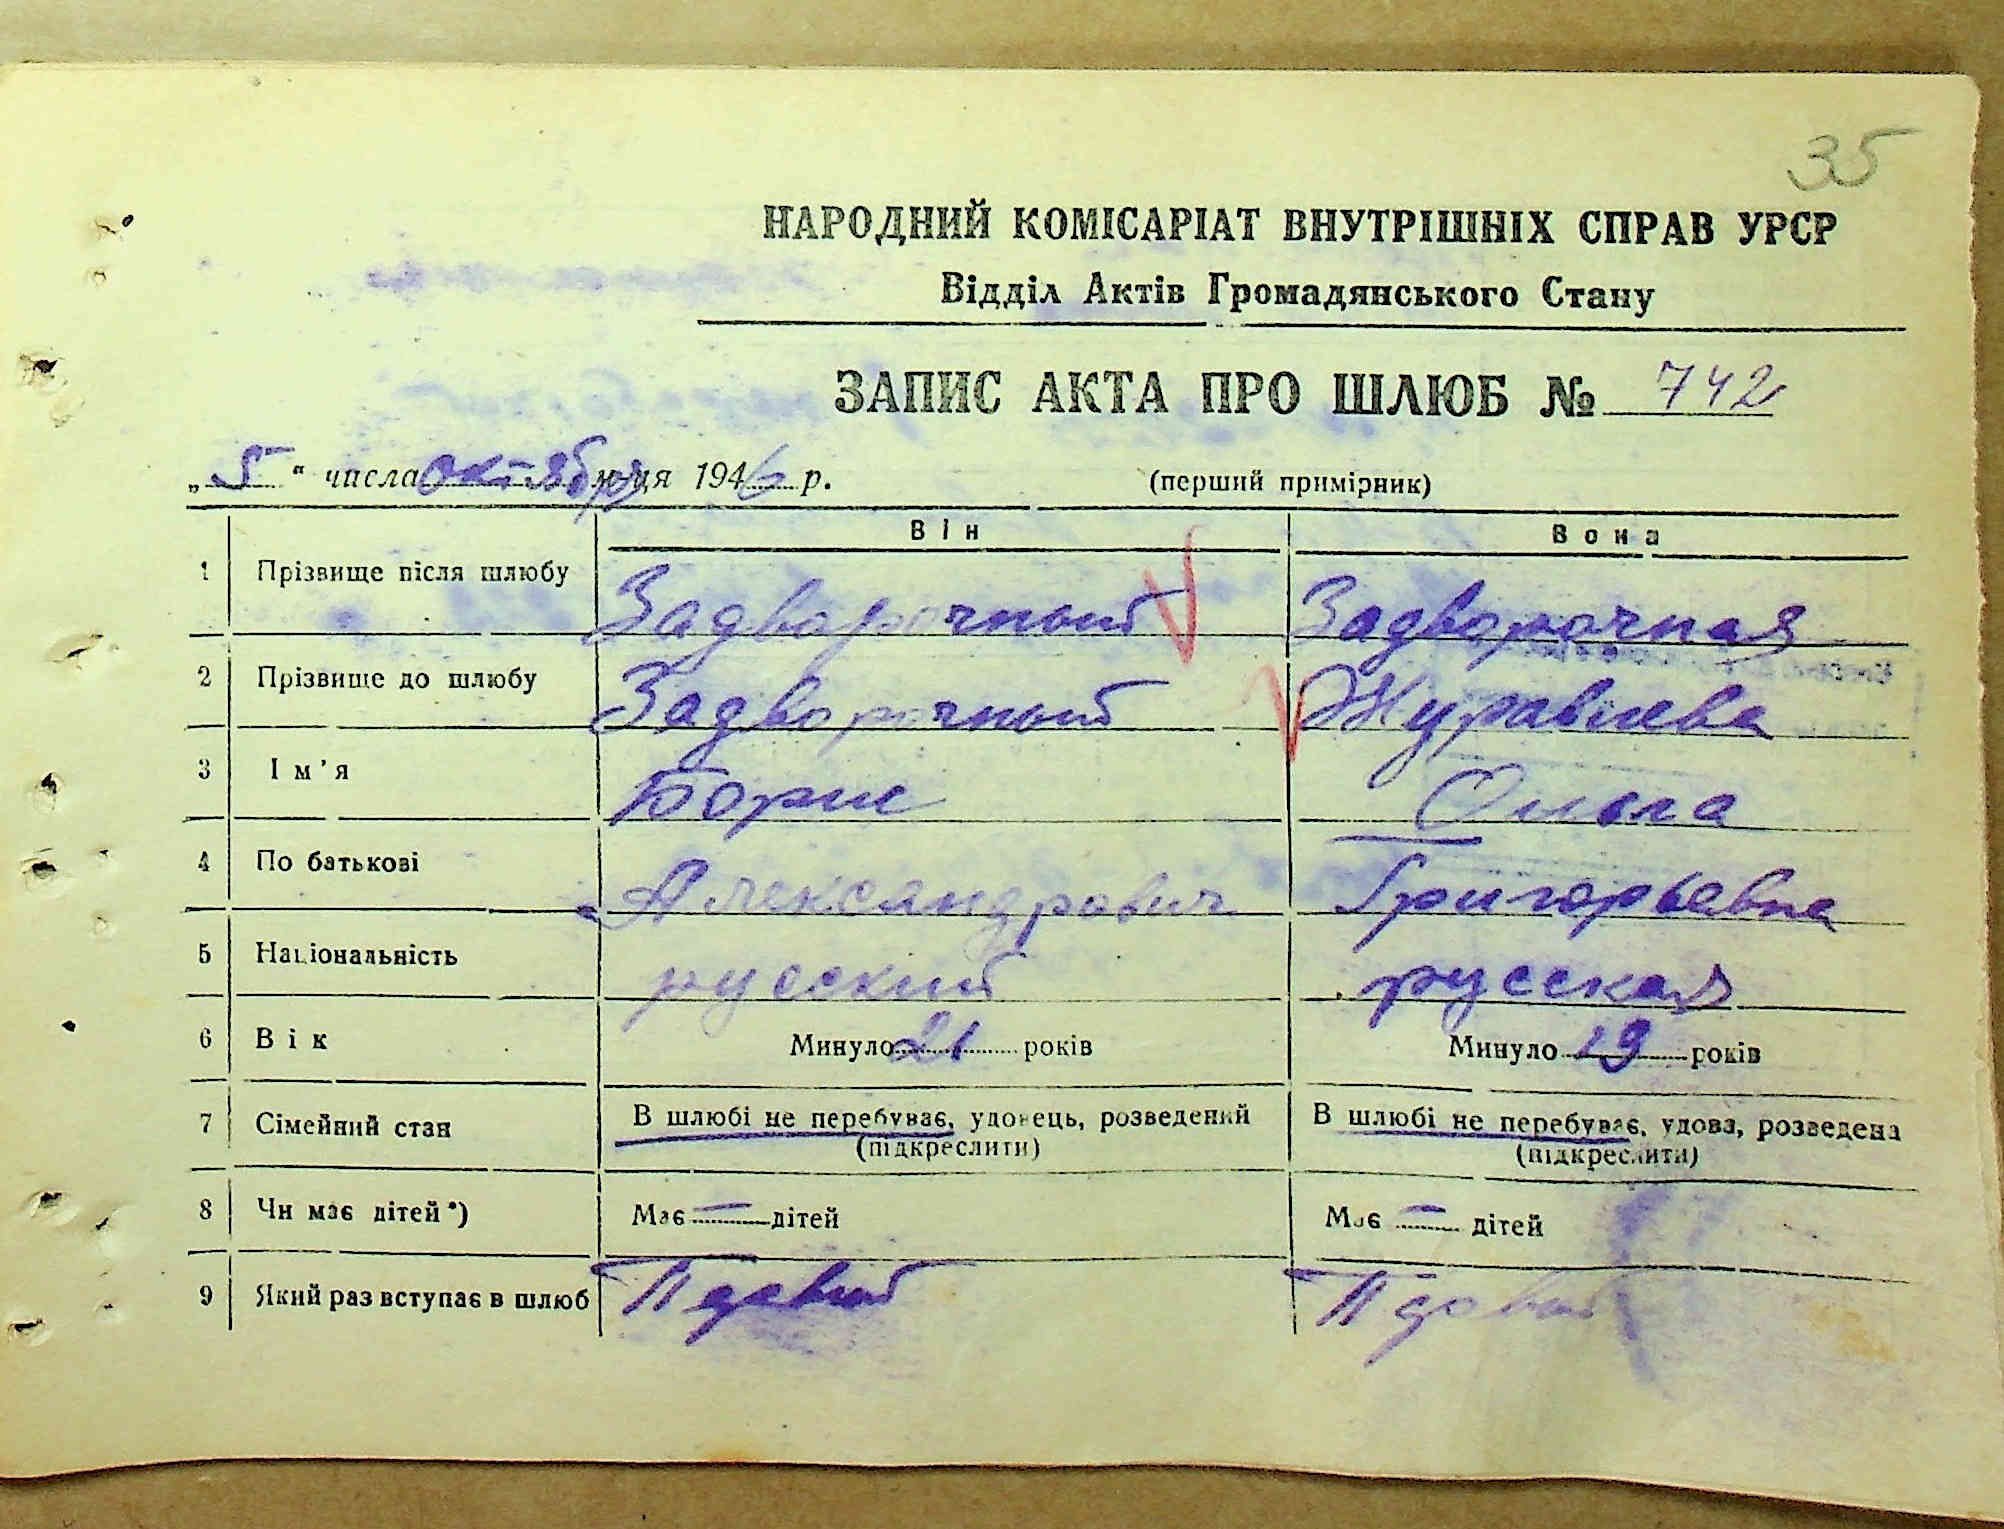 35
НАРОДНИЙ КОМІСАРІАТ ВНУТРІШНІХ СПРАВ УРСР
Відділ Актів Громадянського Стану
ЗАПИС АКТА ПРО ШЛЮБ № 742
„5“ числа октября м-ця 1946 р. (перший примірник)
Він Вона
1 Прізвище після шлюбу Задворочный Задворочная
2 Прізвище до шлюбу Задворочный Журавлева
3 Ім’я Борис Ольга
4 По батькові Александрович Григорьевна
5 Національність русский русская
6 Вік Минуло 21 років Минуло 19 років
7 Сімейний стан В шлюбі не перебуває, удовець, розведений В шлюбі не перебуває, удова, розведена
(підкреслити) (підкреслити)
8 Чи має дітей*) Має — дітей Має — дітей
9 Який раз вступає в шлюб